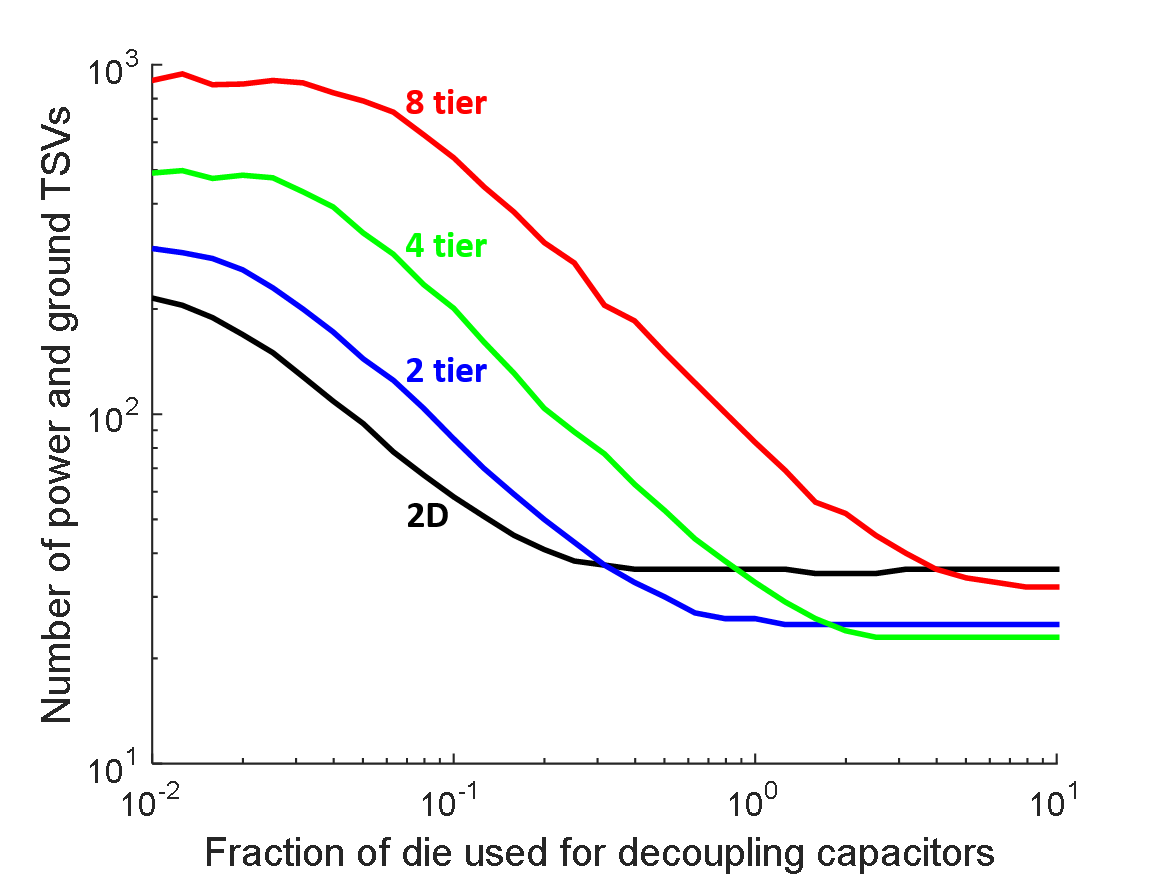 10³
8 tier
4 tier
2 tier
10²
2D
10¹
10⁻²
10⁻¹
10⁰
10¹
Number of power and ground TSVs
Fraction of die used for decoupling capacitors